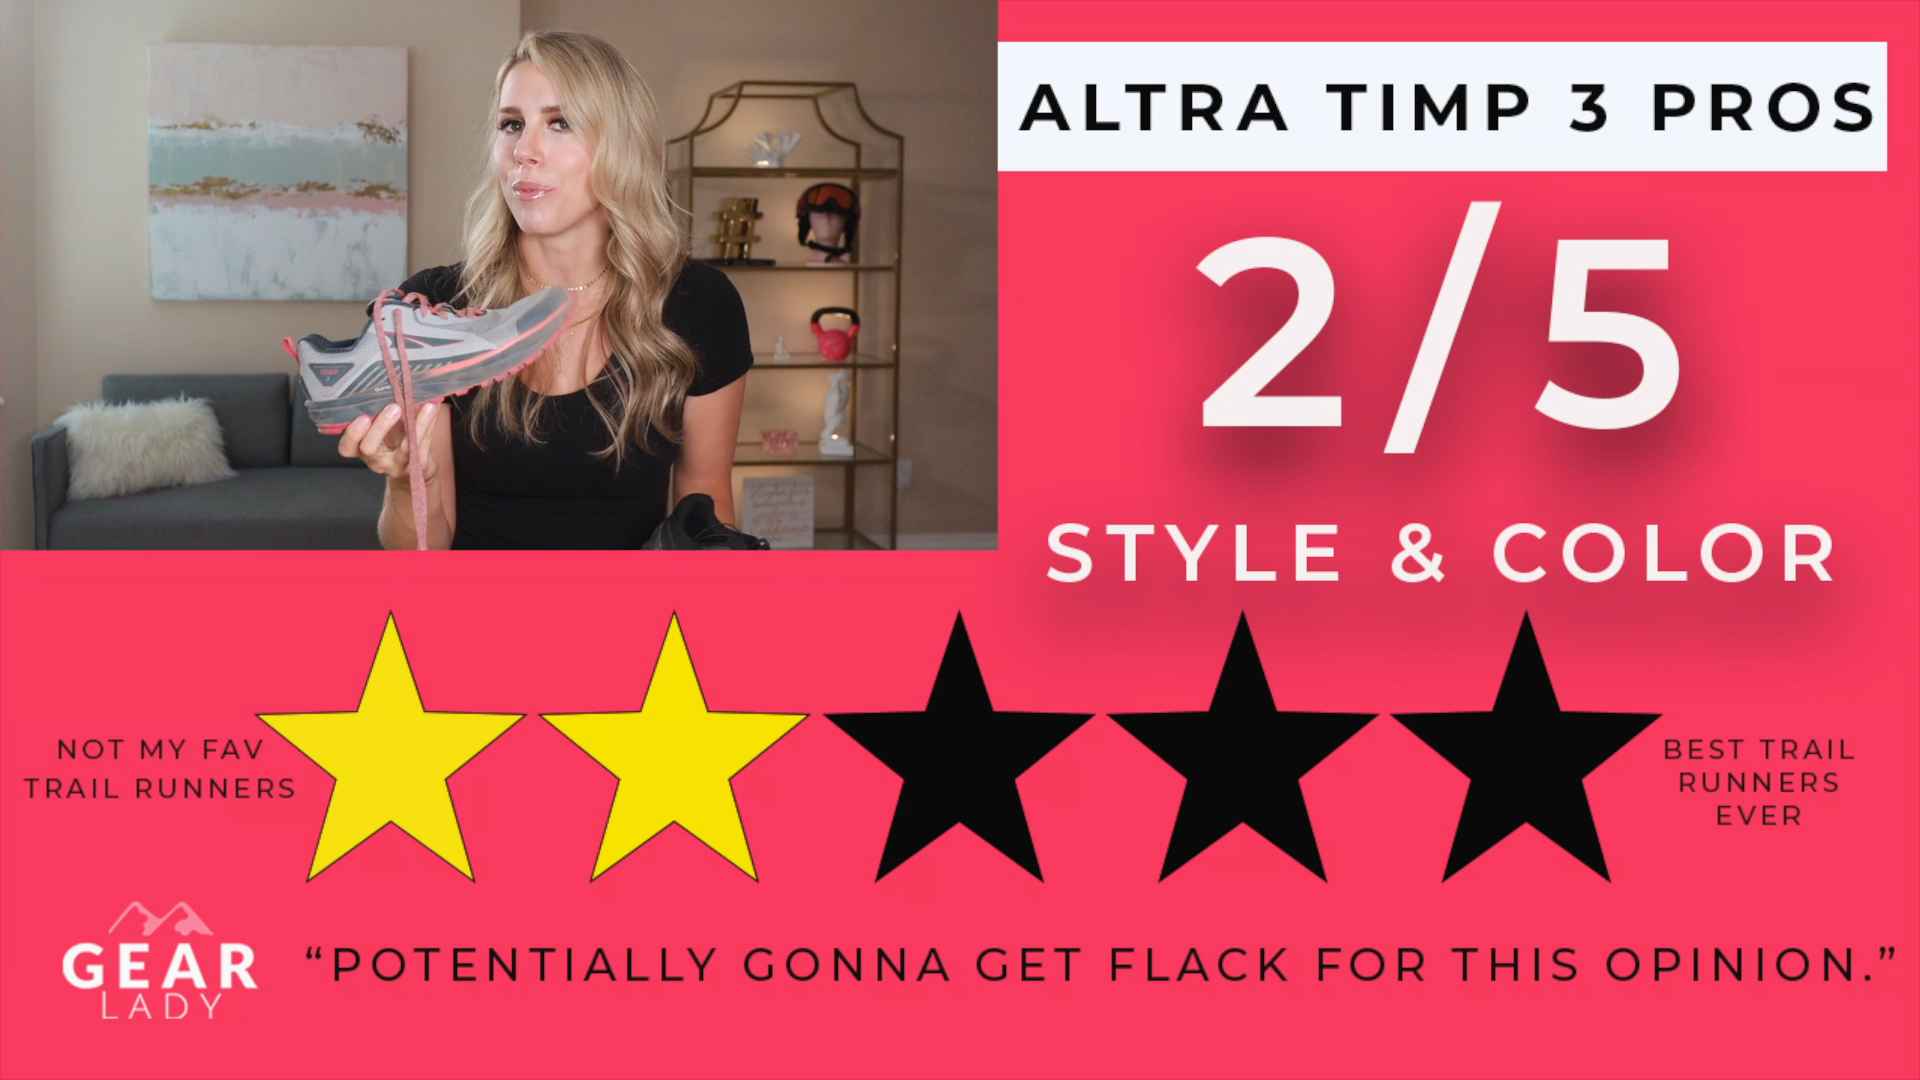 ALTRA TIMP 3 PROS
2/5
STYLE & COLOR
NOT MY FAV
TRAIL RUNNERS
BEST TRAIL
RUNNERS
EVER
GEAR
LADY
“POTENTIALLY GONNA GET FLACK FOR THIS OPINION.”